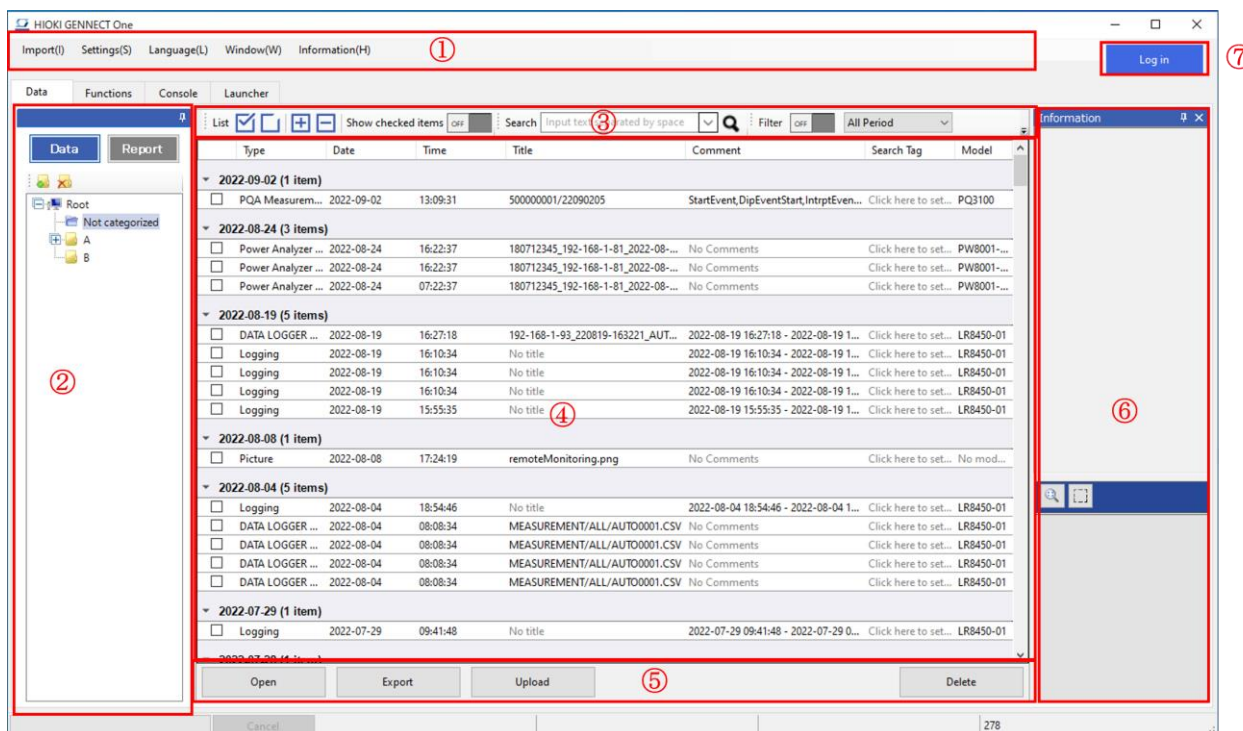 HIOKI GENNECT One
Import(I) Settings(S) Language(L) Window(W) Information(H) ① Log in ⑦
Data Functions Console Launcher
List Show checked items OFF Search Input text separated by space ③ Filter OFF All Period
Information
Data Report
Root
Not categorized
A
B
②
Type Date Time Title Comment Search Tag Model
2022-09-02 (1 item)
PQA Measurem... 2022-09-02 13:09:31 500000001/22090205 StartEvent,DipEventStart,IntrptEven... Click here to set... PQ3100
2022-08-24 (3 items)
Power Analyzer ... 2022-08-24 16:22:37 180712345_192-168-1-81_2022-08-... No Comments Click here to set... PW8001-...
Power Analyzer ... 2022-08-24 16:22:37 180712345_192-168-1-81_2022-08-... No Comments Click here to set... PW8001-...
Power Analyzer ... 2022-08-24 07:22:37 180712345_192-168-1-81_2022-08-... No Comments Click here to set... PW8001-...
2022-08-19 (5 items)
DATA LOGGER ... 2022-08-19 16:27:18 192-168-1-93_220819-163221_AUT... 2022-08-19 16:27:18 - 2022-08-19 1... Click here to set... LR8450-01
Logging 2022-08-19 16:10:34 No title 2022-08-19 16:10:34 - 2022-08-19 1... Click here to set... LR8450-01
Logging 2022-08-19 16:10:34 No title 2022-08-19 16:10:34 - 2022-08-19 1... Click here to set... LR8450-01
Logging 2022-08-19 16:10:34 No title 2022-08-19 16:10:34 - 2022-08-19 1... Click here to set... LR8450-01
Logging 2022-08-19 15:55:35 No title ④ 2022-08-19 15:55:35 - 2022-08-19 1... Click here to set... LR8450-01
2022-08-08 (1 item)
Picture 2022-08-08 17:24:19 remoteMonitoring.png No Comments Click here to set... No mod...
2022-08-04 (5 items)
Logging 2022-08-04 18:54:46 No title 2022-08-04 18:54:46 - 2022-08-04 1... Click here to set... LR8450-01
DATA LOGGER ... 2022-08-04 08:08:34 MEASUREMENT/ALL/AUTO0001.CSV No Comments Click here to set... LR8450-01
DATA LOGGER ... 2022-08-04 08:08:34 MEASUREMENT/ALL/AUTO0001.CSV No Comments Click here to set... LR8450-01
DATA LOGGER ... 2022-08-04 08:08:34 MEASUREMENT/ALL/AUTO0001.CSV No Comments Click here to set... LR8450-01
DATA LOGGER ... 2022-08-04 08:08:34 MEASUREMENT/ALL/AUTO0001.CSV No Comments Click here to set... LR8450-01
2022-07-29 (1 item)
Logging 2022-07-29 09:41:48 No title 2022-07-29 09:41:48 - 2022-07-29 0... Click here to set... LR8450-01
⑥
Open Export Upload ⑤ Delete
Cancel 278